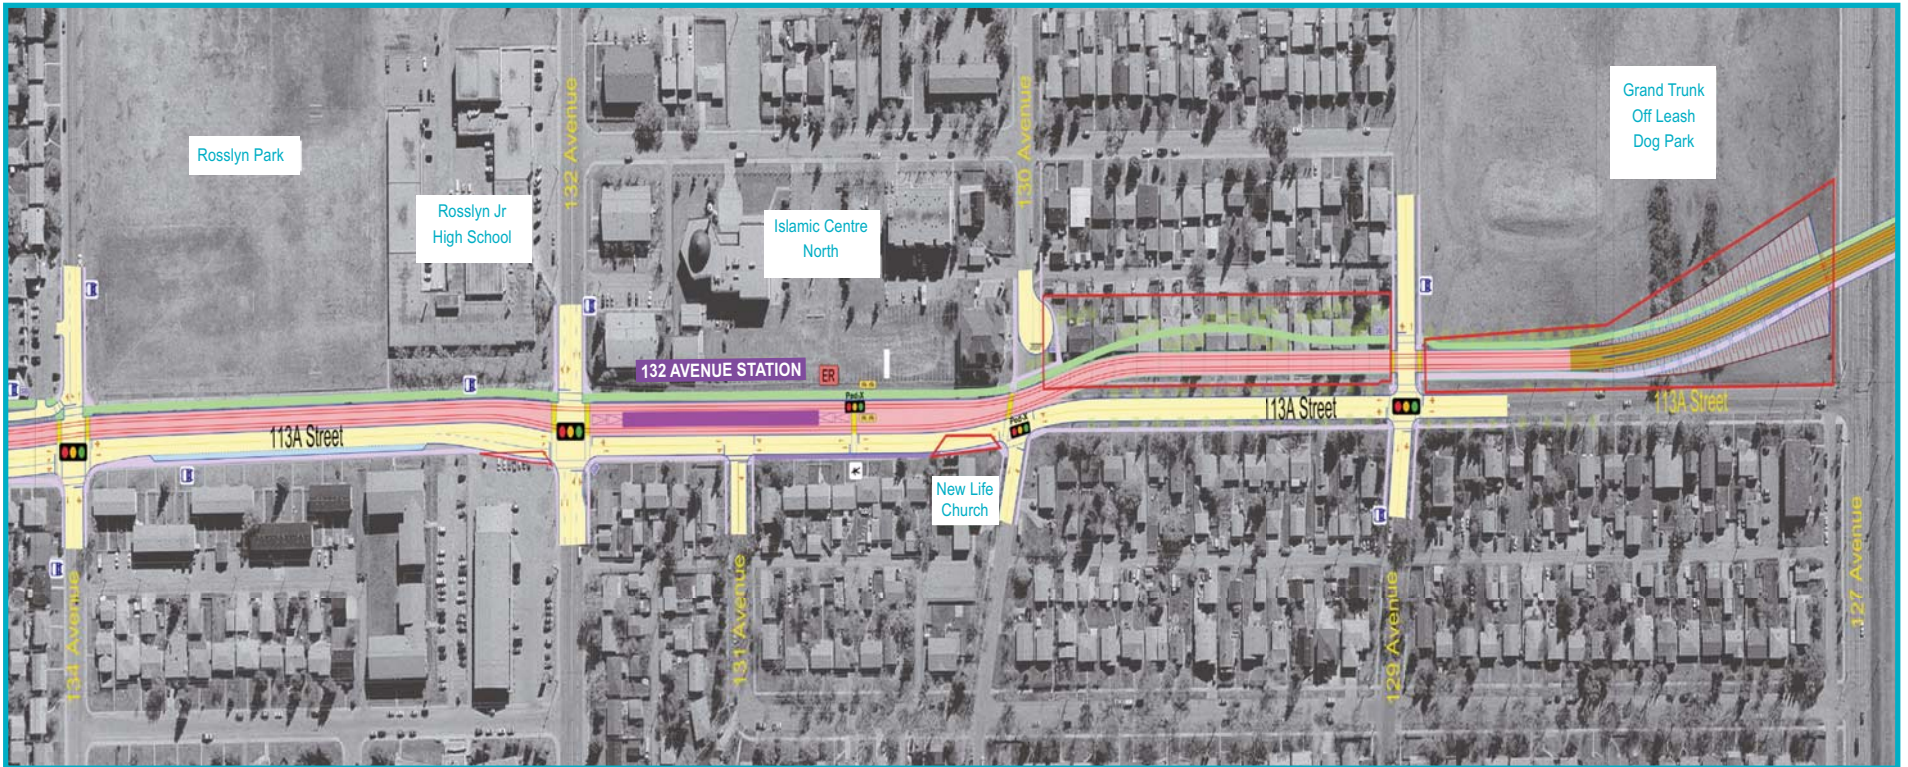 Rosslyn Park
Rosslyn Jr
High School
132 Avenue
Islamic Centre
North
130 Avenue
Grand Trunk
Off Leash
Dog Park
132 AVENUE STATION
ER
Ped-X
Ped-X
113A Street
113A Street
113A Street
New Life
Church
134 Avenue
131 Avenue
129 Avenue
127 Avenue